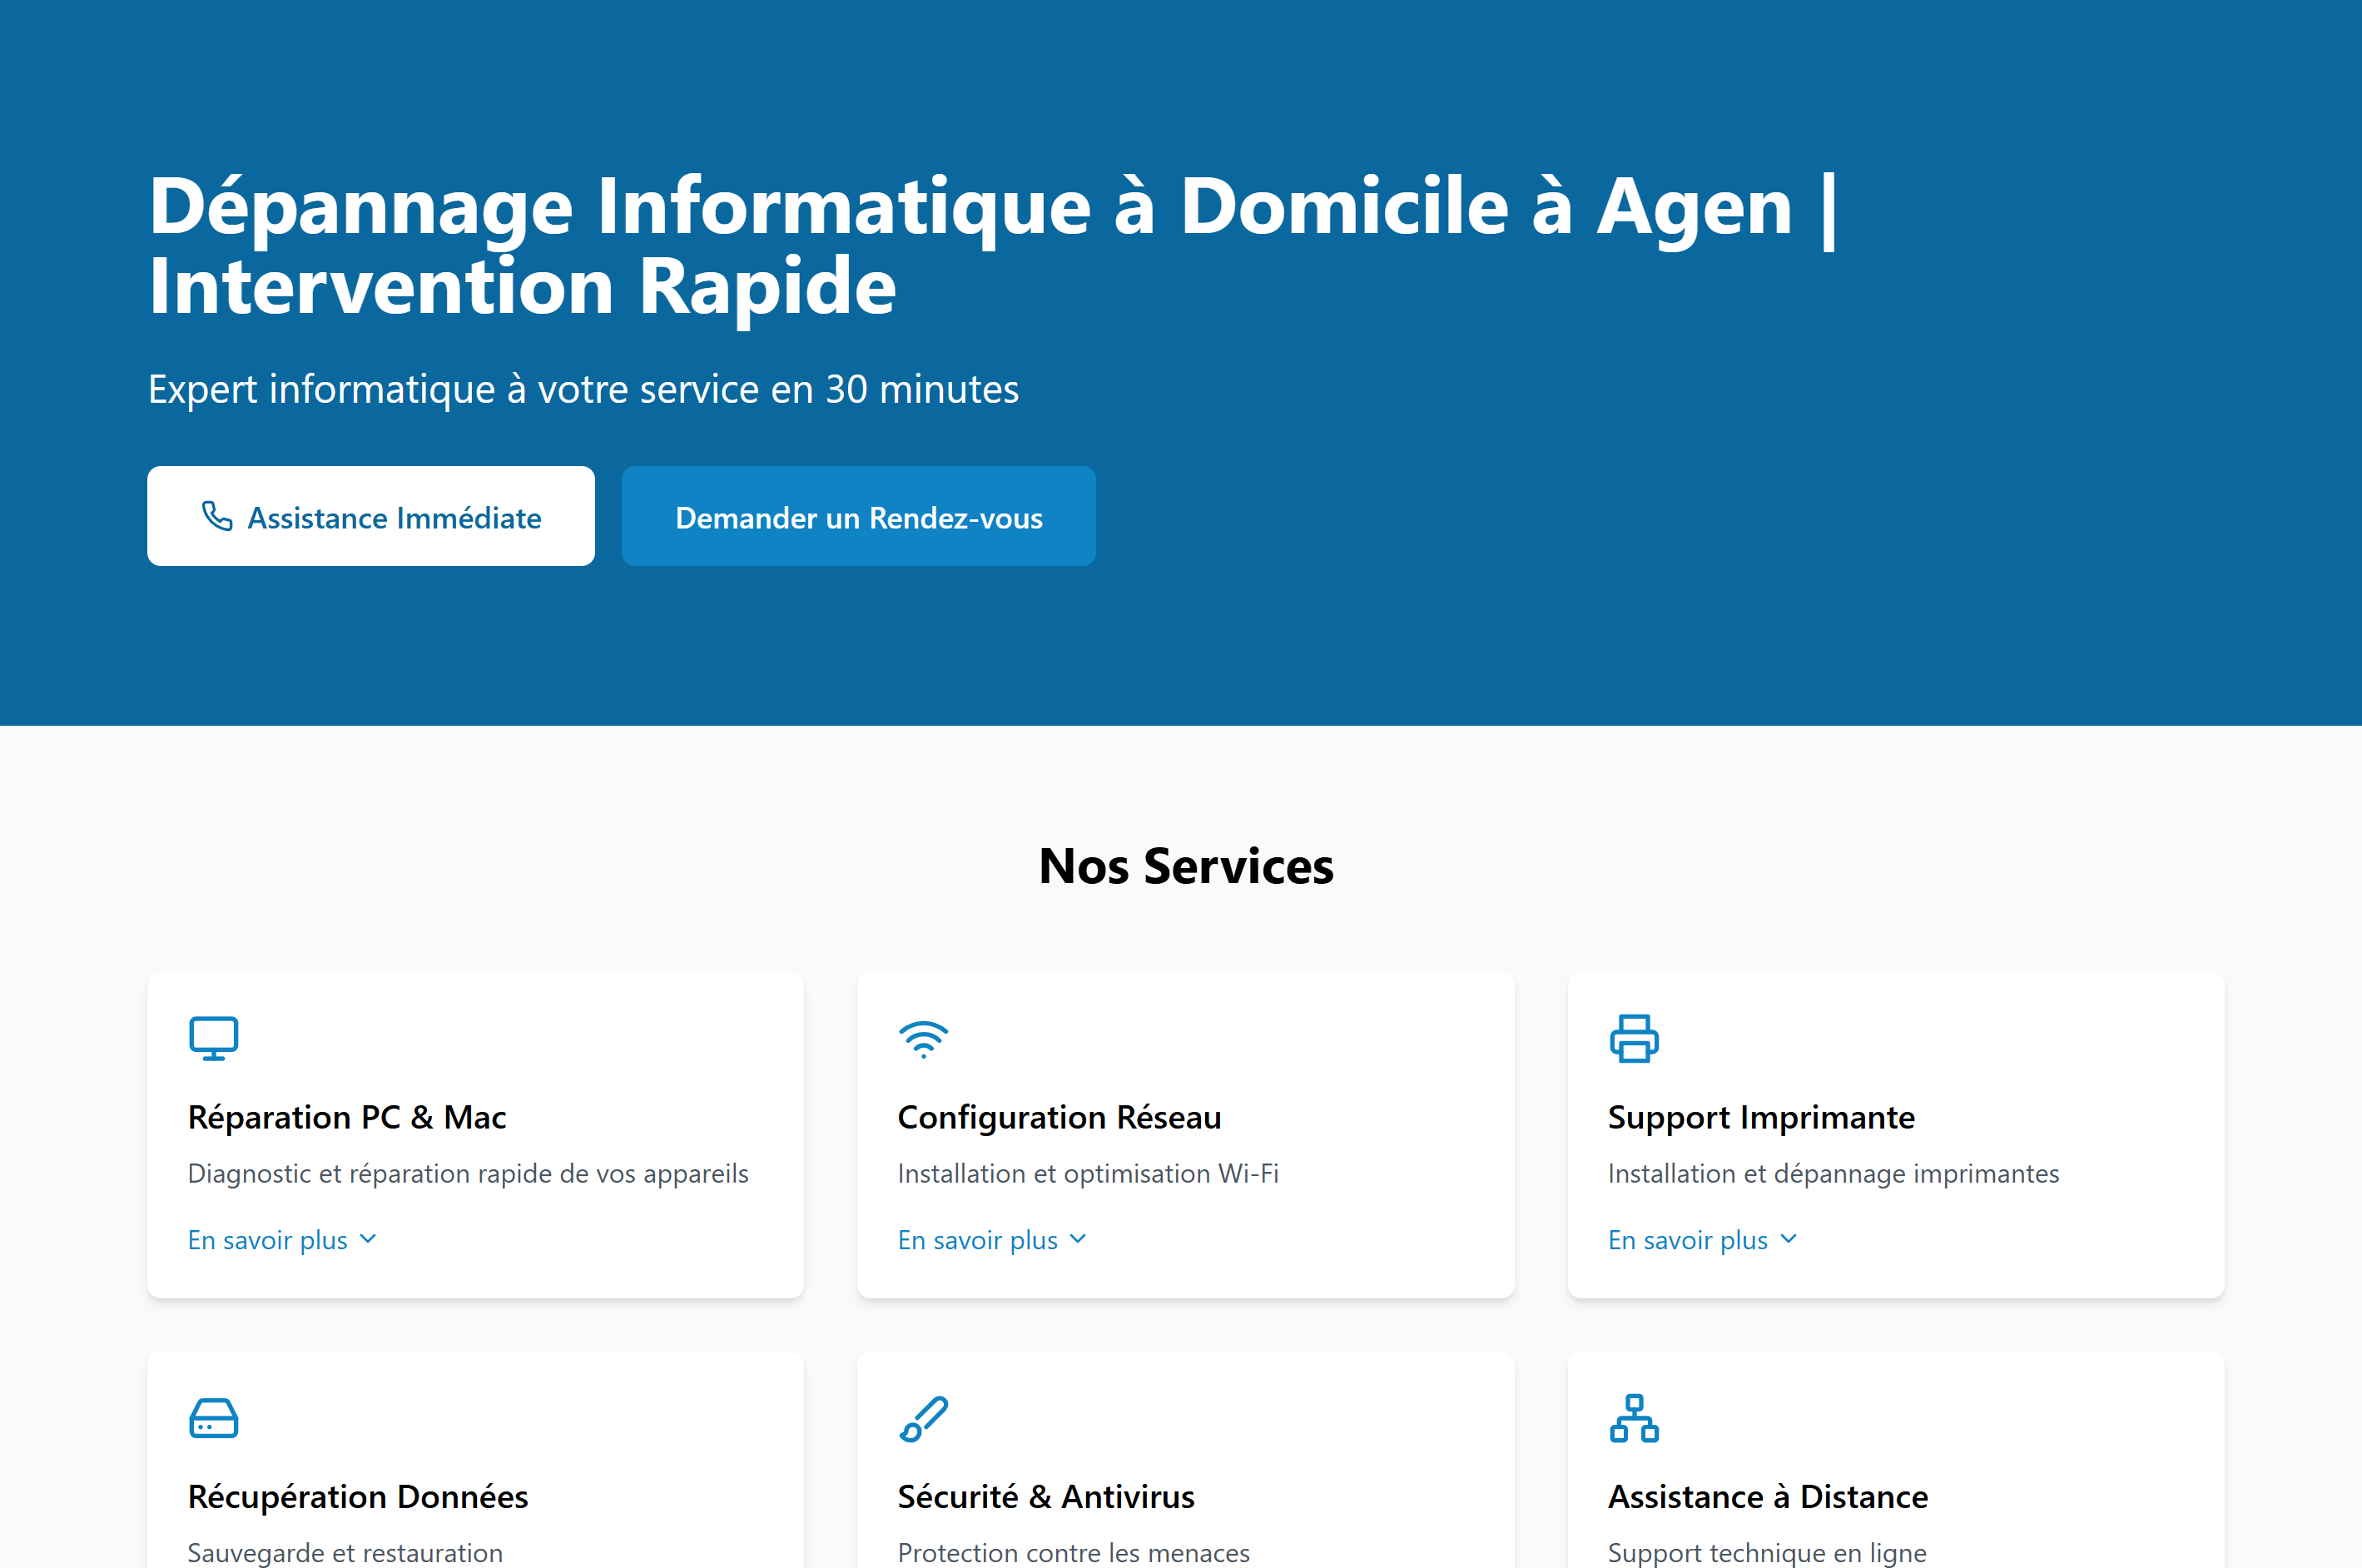 Dépannage Informatique à Domicile à Agen |
Intervention Rapide
Expert informatique à votre service en 30 minutes
Assistance Immédiate
Demander un Rendez-vous
Nos Services
Réparation PC & Mac
Diagnostic et réparation rapide de vos appareils
En savoir plus
Configuration Réseau
Installation et optimisation Wi-Fi
En savoir plus
Support Imprimante
Installation et dépannage imprimantes
En savoir plus
Récupération Données
Sauvegarde et restauration
Sécurité & Antivirus
Protection contre les menaces
Assistance à Distance
Support technique en ligne